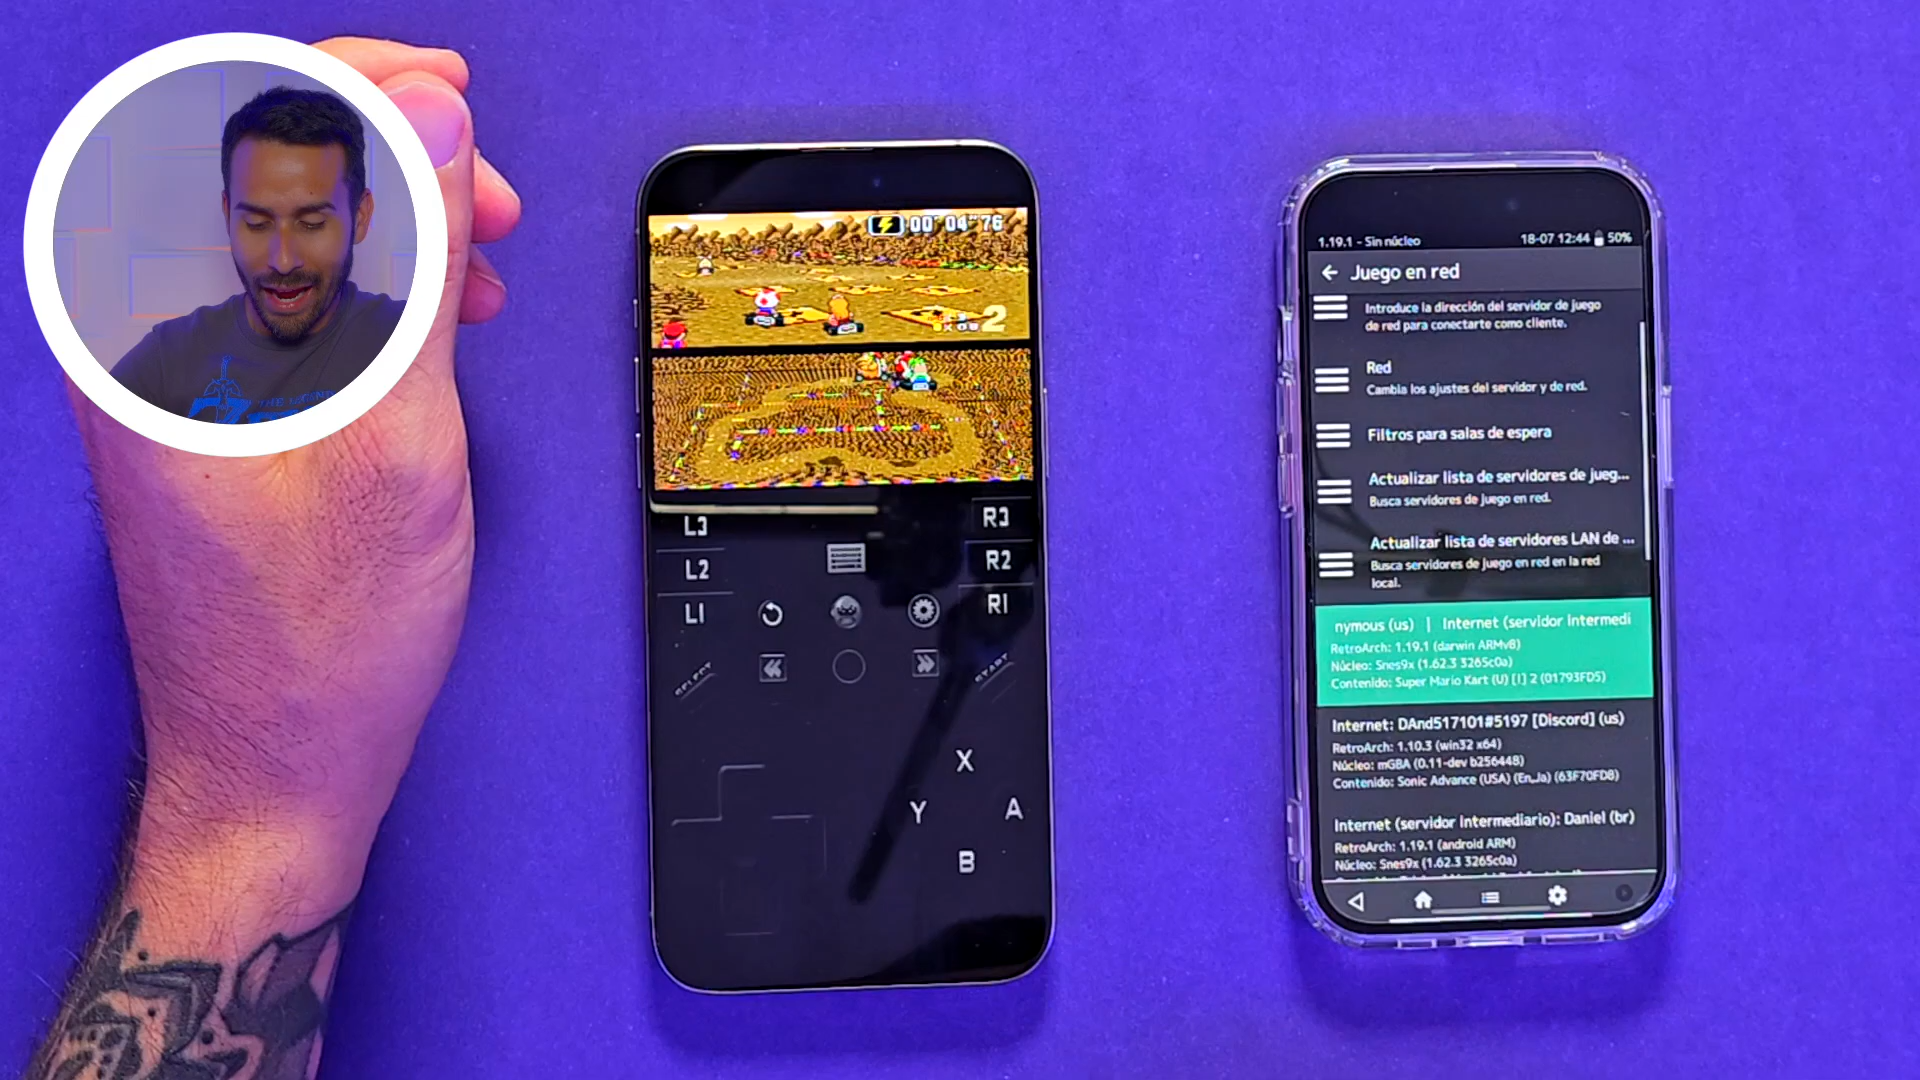 00"04"76
2
L3
R3
L2
R2
L1
R1
SELECT
START
X
Y
A
B
1.19.1 - Sin núcleo
18-07 12:44 50%
Juego en red
Introduce la dirección del servidor de juego
de red para conectarte como cliente.
Red
Cambia los ajustes del servidor y de red.
Filtros para salas de espera
Actualizar lista de servidores de jueg...
Busca servidores de juego en red.
Actualizar lista de servidores LAN de ...
Busca servidores de juego en red en la red
local.
nymous (us) | Internet (servidor Intermedi
RetroArch: 1.19.1 (darwin ARMv8)
Núcleo: Snes9x (1.62.3 3265c0a)
Contenido: Super Mario Kart (U) [!] 2 (01793FD5)
Internet: DAnd517101#5197 [Discord] (us)
RetroArch: 1.10.3 (win32 x64)
Núcleo: mGBA (0.11-dev b256448)
Contenido: Sonic Advance (USA) (En,Ja) (63F70FD8)
Internet (servidor Intermediario): Daniel (br)
RetroArch: 1.19.1 (android ARM)
Núcleo: Snes9x (1.62.3 3265c0a)